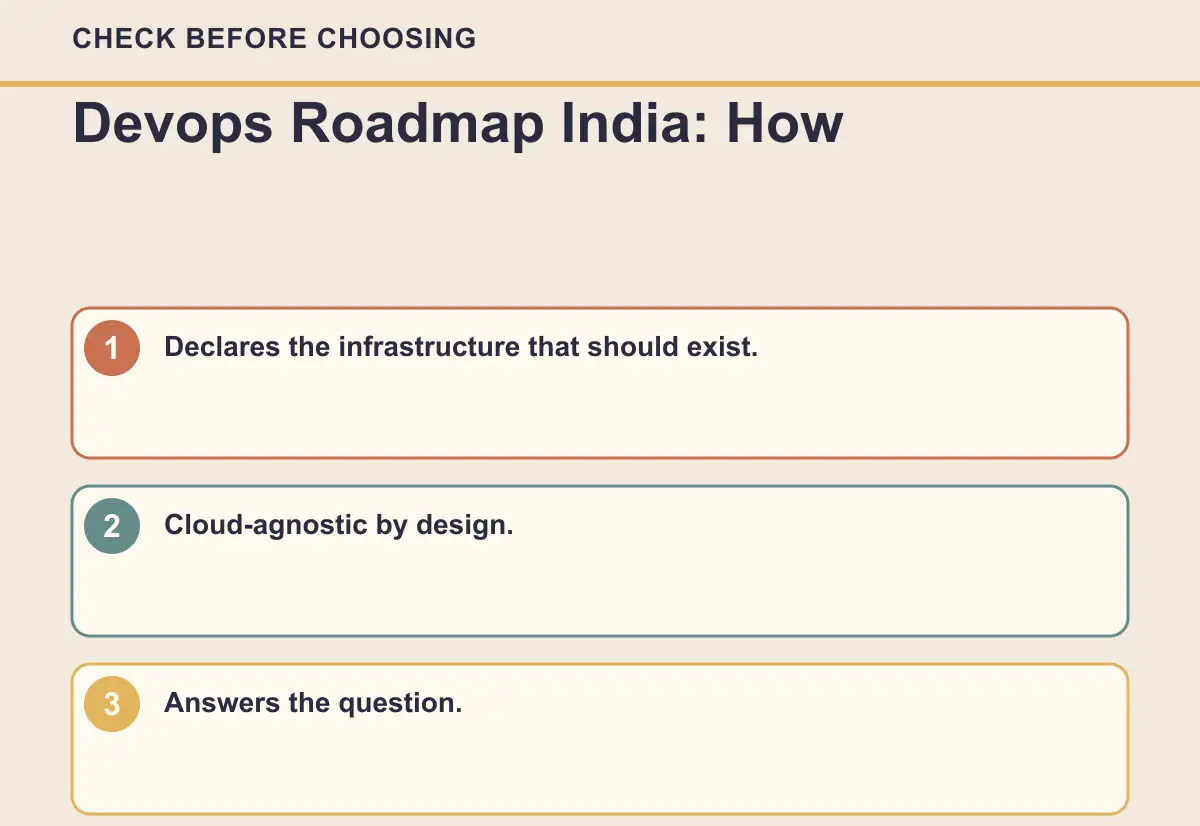 CHECK BEFORE CHOOSING
Devops Roadmap India: How
1
Declares the infrastructure that should exist.
2
Cloud-agnostic by design.
3
Answers the question.